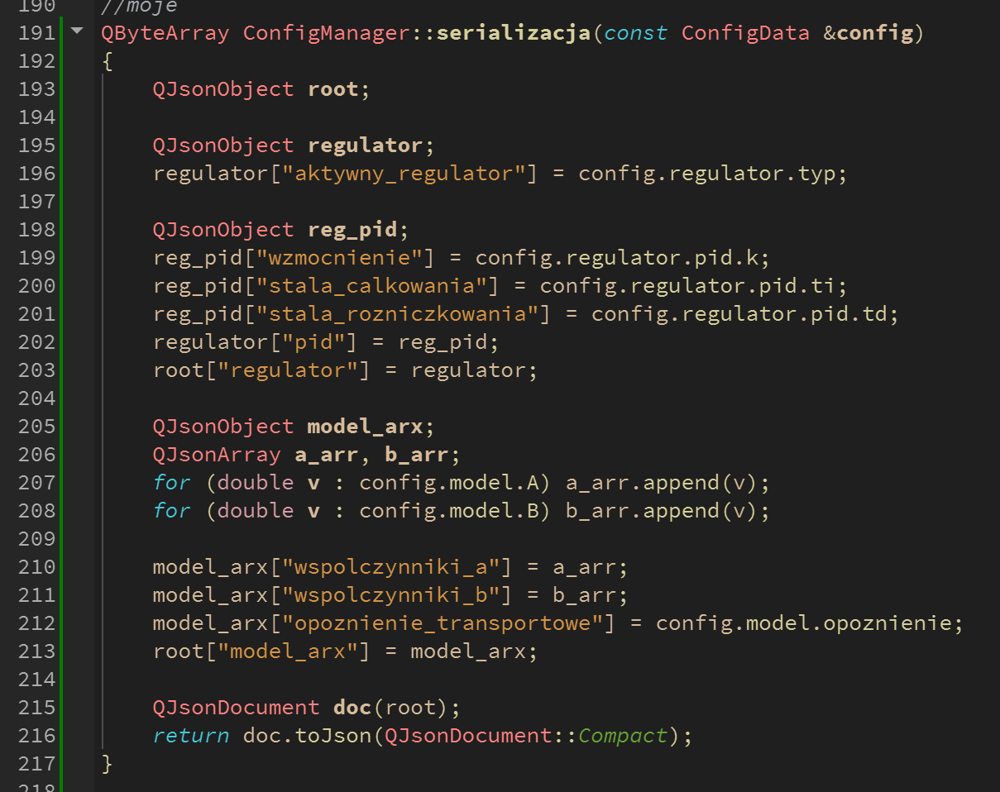 190 //moje
191 QByteArray ConfigManager::serializacja(const ConfigData &config)
192 {
193 QJsonObject root;
194
195 QJsonObject regulator;
196 regulator["aktywny_regulator"] = config.regulator.typ;
197
198 QJsonObject reg_pid;
199 reg_pid["wzmocnienie"] = config.regulator.pid.k;
200 reg_pid["stala_calkowania"] = config.regulator.pid.ti;
201 reg_pid["stala_rozniczkowania"] = config.regulator.pid.td;
202 regulator["pid"] = reg_pid;
203 root["regulator"] = regulator;
204
205 QJsonObject model_arx;
206 QJsonArray a_arr, b_arr;
207 for (double v : config.model.A) a_arr.append(v);
208 for (double v : config.model.B) b_arr.append(v);
209
210 model_arx["wspolczynniki_a"] = a_arr;
211 model_arx["wspolczynniki_b"] = b_arr;
212 model_arx["opoznienie_transportowe"] = config.model.opoznienie;
213 root["model_arx"] = model_arx;
214
215 QJsonDocument doc(root);
216 return doc.toJson(QJsonDocument::Compact);
217 }
218